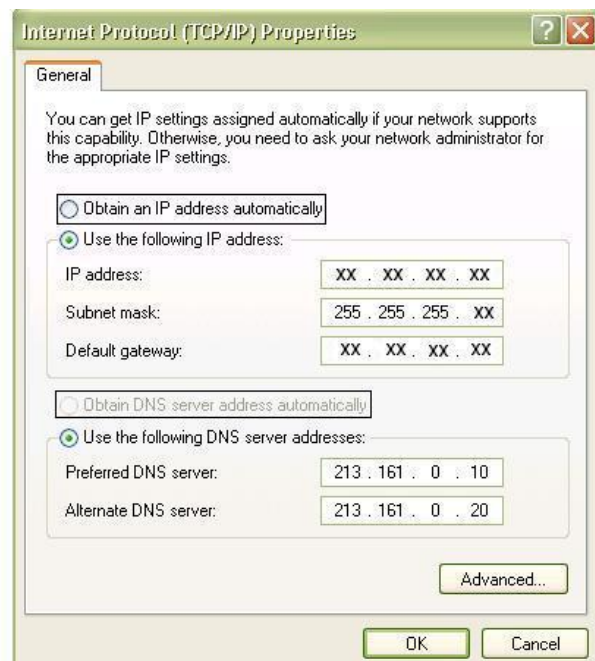 Internet Protocol (TCP/IP) Properties
General
You can get IP settings assigned automatically if your network supports
this capability. Otherwise, you need to ask your network administrator for
the appropriate IP settings.
Obtain an IP address automatically
Use the following IP address:
IP address: XX . XX . XX . XX
Subnet mask: 255 . 255 . 255 . XX
Default gateway: XX . XX . XX . XX
Obtain DNS server address automatically
Use the following DNS server addresses:
Preferred DNS server: 213 . 161 . 0 . 10
Alternate DNS server: 213 . 161 . 0 . 20
Advanced...
OK Cancel